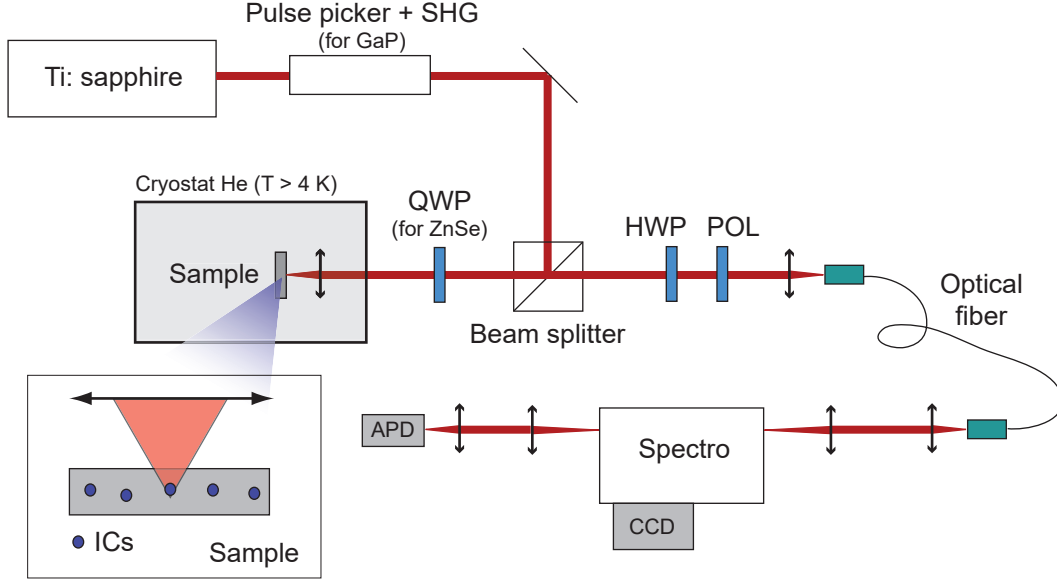 Pulse picker + SHG
(for GaP)
Ti: sapphire
Cryostat He (T > 4 K)
QWP
(for ZnSe)
HWP
POL
Sample
Beam splitter
Optical
fiber
APD
Spectro
CCD
ICs
Sample